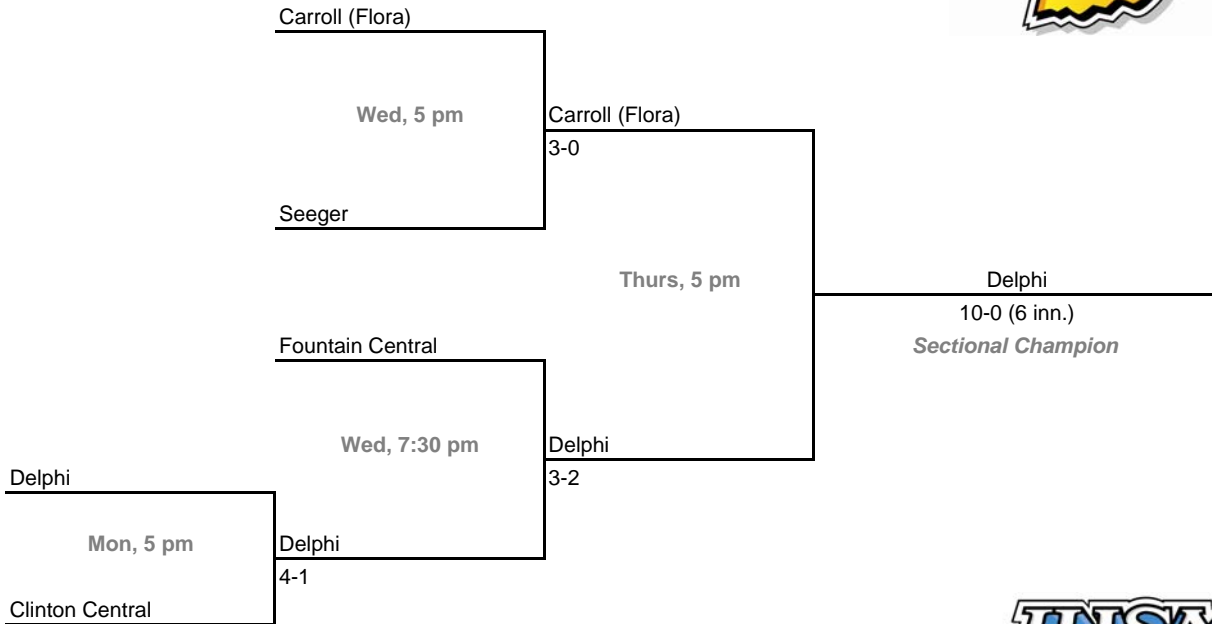 Carroll (Flora)
Wed, 5 pm
Carroll (Flora)
3-0
Seeger
Thurs, 5 pm
Delphi
10-0 (6 inn.)
Sectional Champion
Fountain Central
Wed, 7:30 pm
Delphi
3-2
Delphi
Mon, 5 pm
Delphi
4-1
Clinton Central